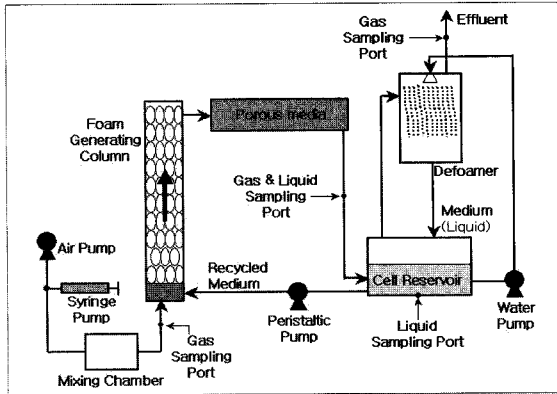 Gas
Sampling
Port
Effluent
Foam
Generating
Column
Porous media
Defoamer
Gas & Liquid
Sampling
Port
Medium
(Liquid)
Air Pump
Syringe
Pump
Recycled
Medium
Cell Reservoir
Peristaltic
Pump
Liquid
Sampling Port
Water
Pump
Gas
Sampling
Port
Mixing Chamber